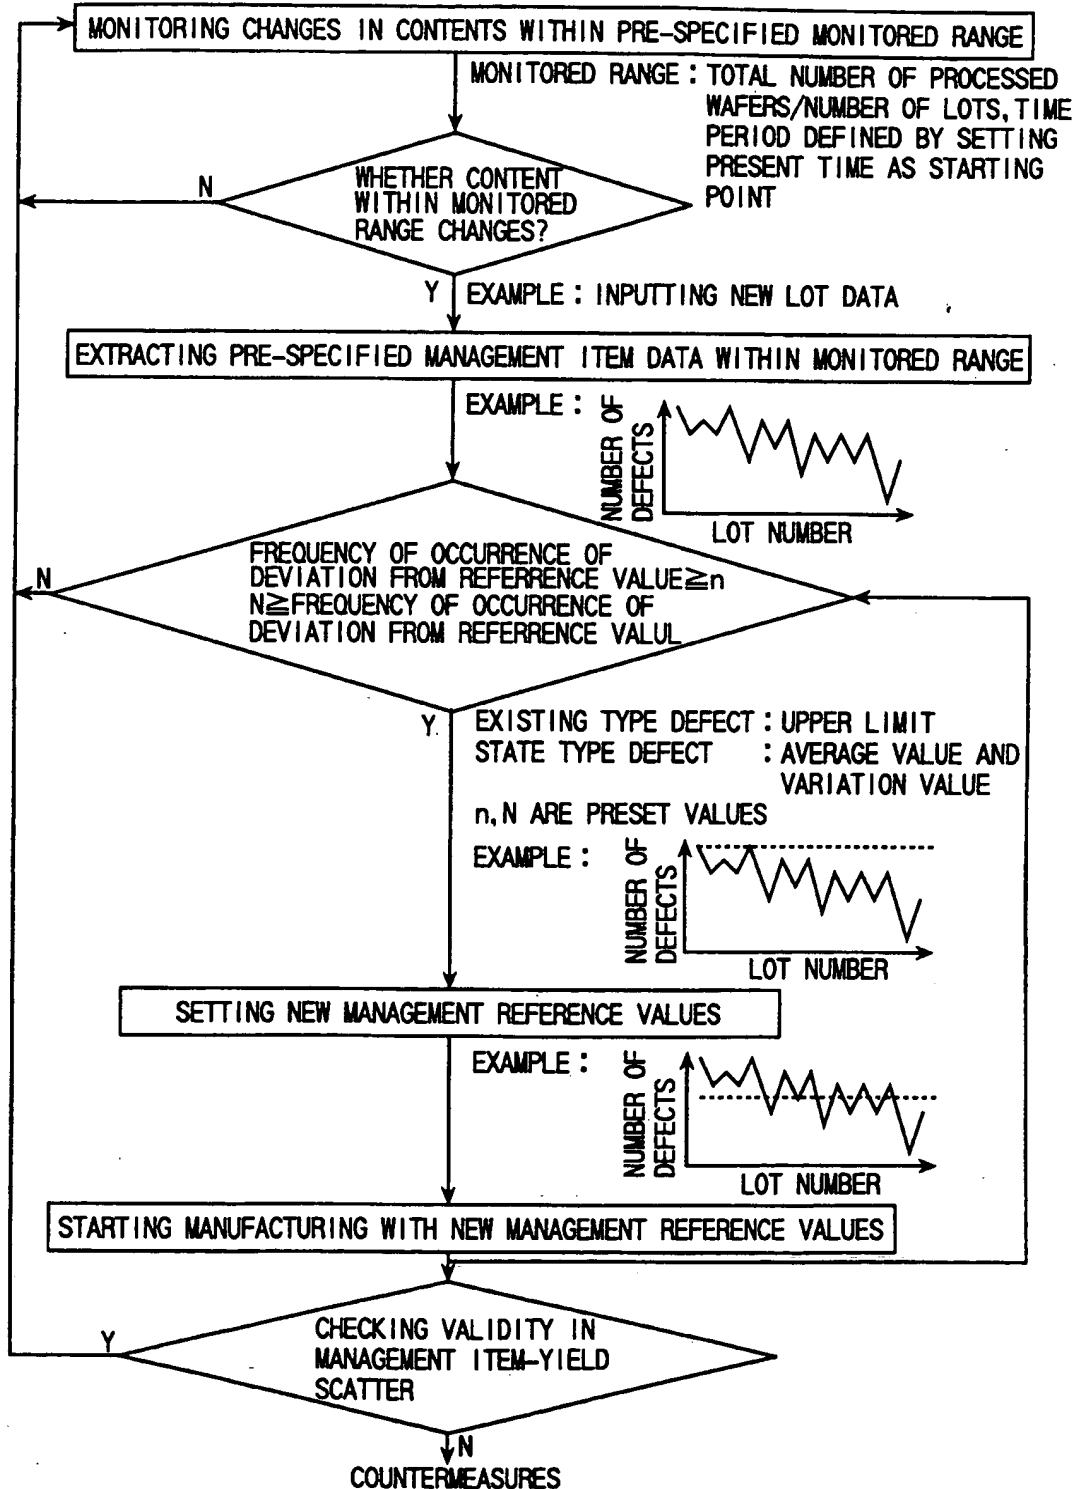 MONITORING CHANGES IN CONTENTS WITHIN PRE-SPECIFIED MONITORED RANGE
MONITORED RANGE : TOTAL NUMBER OF PROCESSED
WAFERS/NUMBER OF LOTS, TIME
PERIOD DEFINED BY SETTING
PRESENT TIME AS STARTING
POINT
WHETHER CONTENT
WITHIN MONITORED
RANGE CHANGES?
N
Y
EXAMPLE : INPUTTING NEW LOT DATA
EXTRACTING PRE-SPECIFIED MANAGEMENT ITEM DATA WITHIN MONITORED RANGE
EXAMPLE :
NUMBER OF
DEFECTS
LOT NUMBER
FREQUENCY OF OCCURRENCE OF
DEVIATION FROM REFERRENCE VALUE≧n
N≧FREQUENCY OF OCCURRENCE OF
DEVIATION FROM REFERRENCE VALUL
N
Y
EXISTING TYPE DEFECT : UPPER LIMIT
STATE TYPE DEFECT : AVERAGE VALUE AND
VARIATION VALUE
n, N ARE PRESET VALUES
EXAMPLE :
NUMBER OF
DEFECTS
LOT NUMBER
SETTING NEW MANAGEMENT REFERENCE VALUES
EXAMPLE :
NUMBER OF
DEFECTS
LOT NUMBER
STARTING MANUFACTURING WITH NEW MANAGEMENT REFERENCE VALUES
CHECKING VALIDITY IN
MANAGEMENT ITEM-YIELD
SCATTER
Y
N
COUNTERMEASURES